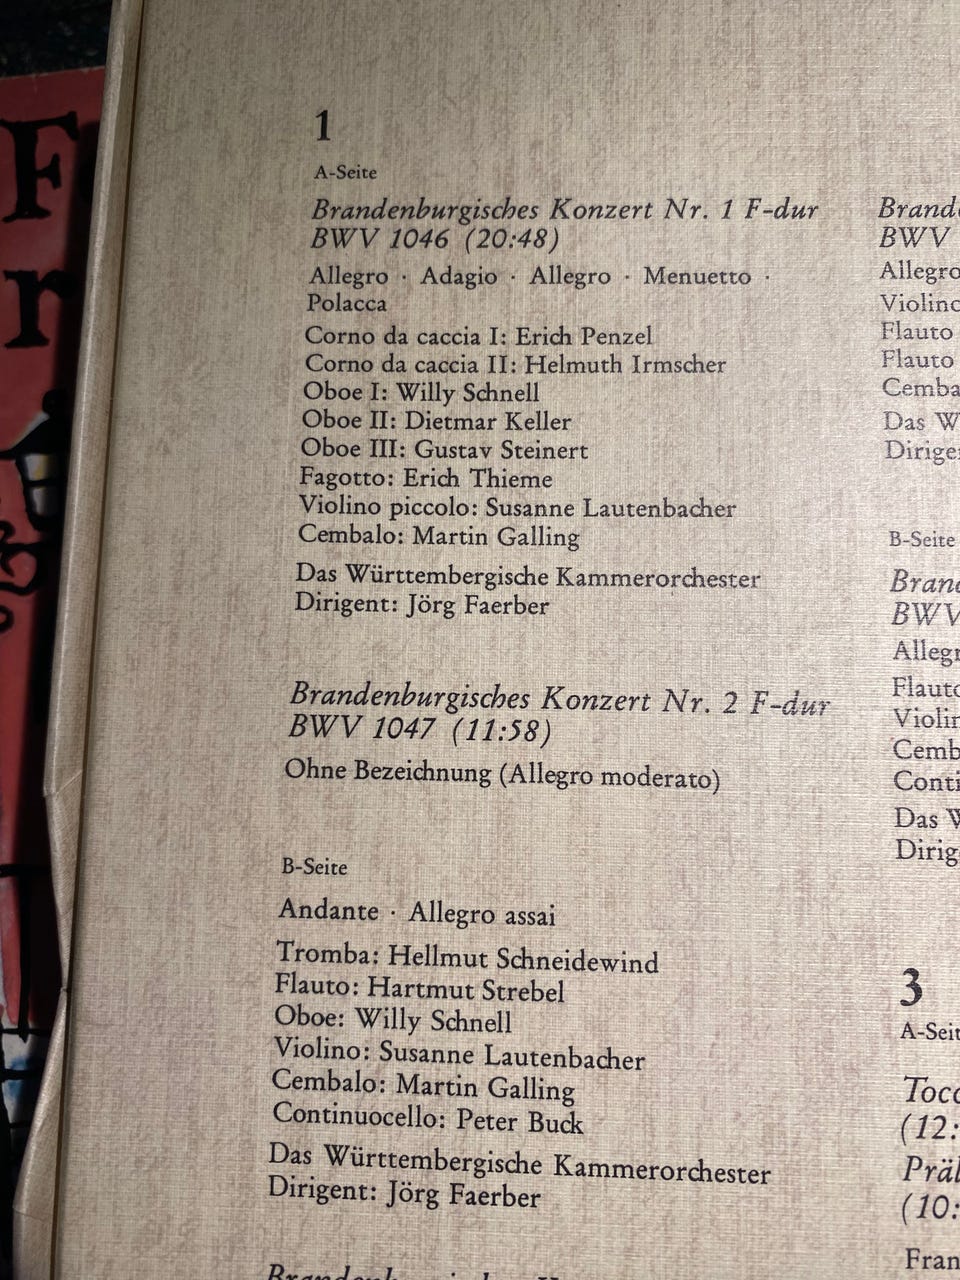 1
A-Seite
Brandenburgisches Konzert Nr. 1 F-dur
BWV 1046 (20:48)
Allegro · Adagio · Allegro · Menuetto ·
Polacca
Corno da caccia I: Erich Penzel
Corno da caccia II: Helmuth Irmscher
Oboe I: Willy Schnell
Oboe II: Dietmar Keller
Oboe III: Gustav Steinert
Fagotto: Erich Thieme
Violino piccolo: Susanne Lautenbacher
Cembalo: Martin Galling
Das Württembergische Kammerorchester
Dirigent: Jörg Faerber
Brandenburgisches Konzert Nr. 2 F-dur
BWV 1047 (11:58)
Ohne Bezeichnung (Allegro moderato)
B-Seite
Andante · Allegro assai
Tromba: Hellmut Schneidewind
Flauto: Hartmut Strebel
Oboe: Willy Schnell
Violino: Susanne Lautenbacher
Cembalo: Martin Galling
Continuocello: Peter Buck
Das Württembergische Kammerorchester
Dirigent: Jörg Faerber
BWV
Allegro
Flauto
Flauto
Das
B-Seite
BWV
Das
3
(12:
(10: